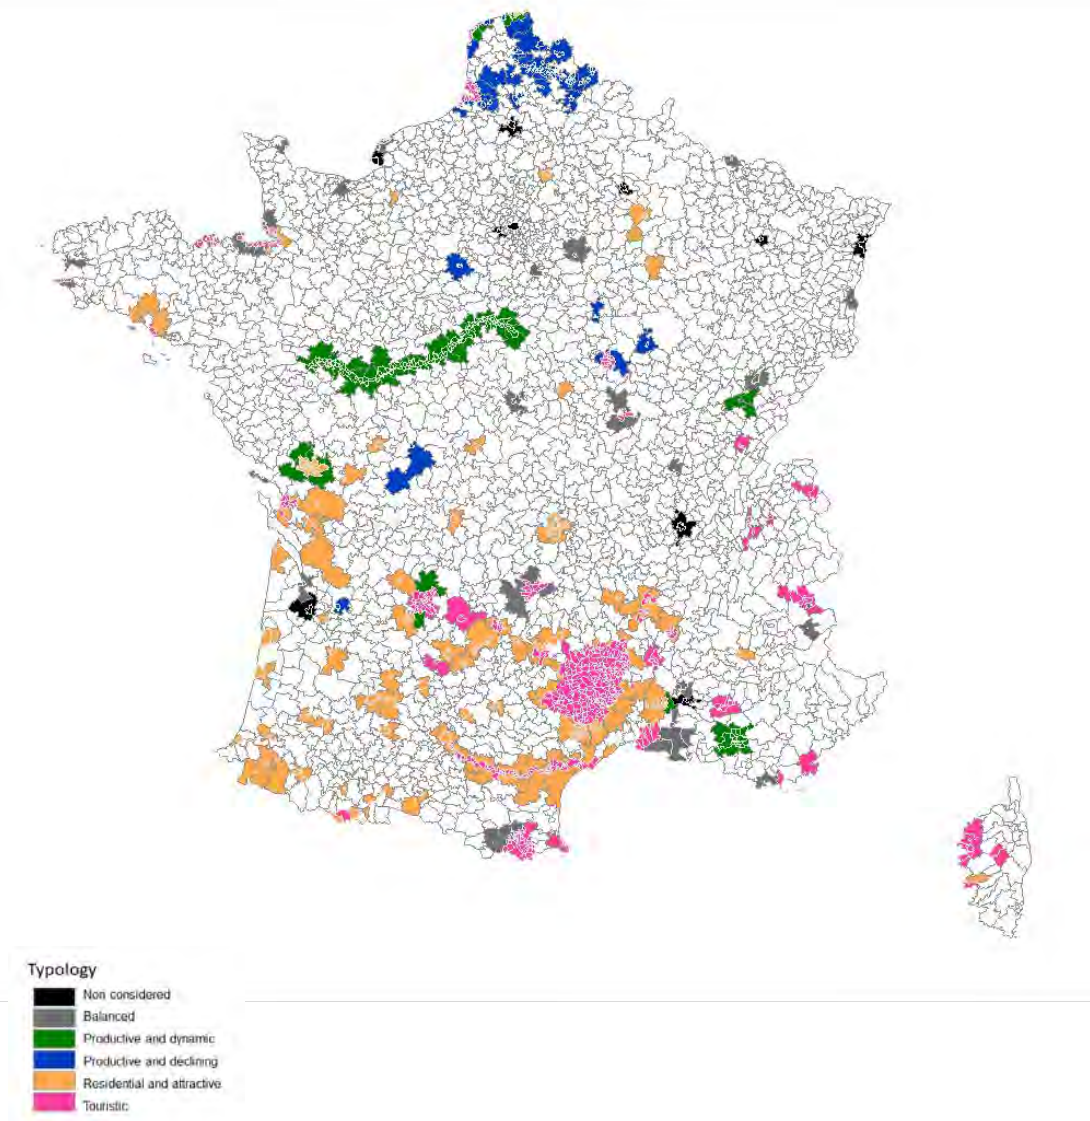 Typology
Non considered
Balanced
Productive and dynamic
Productive and declining
Residential and attractive
Touristic